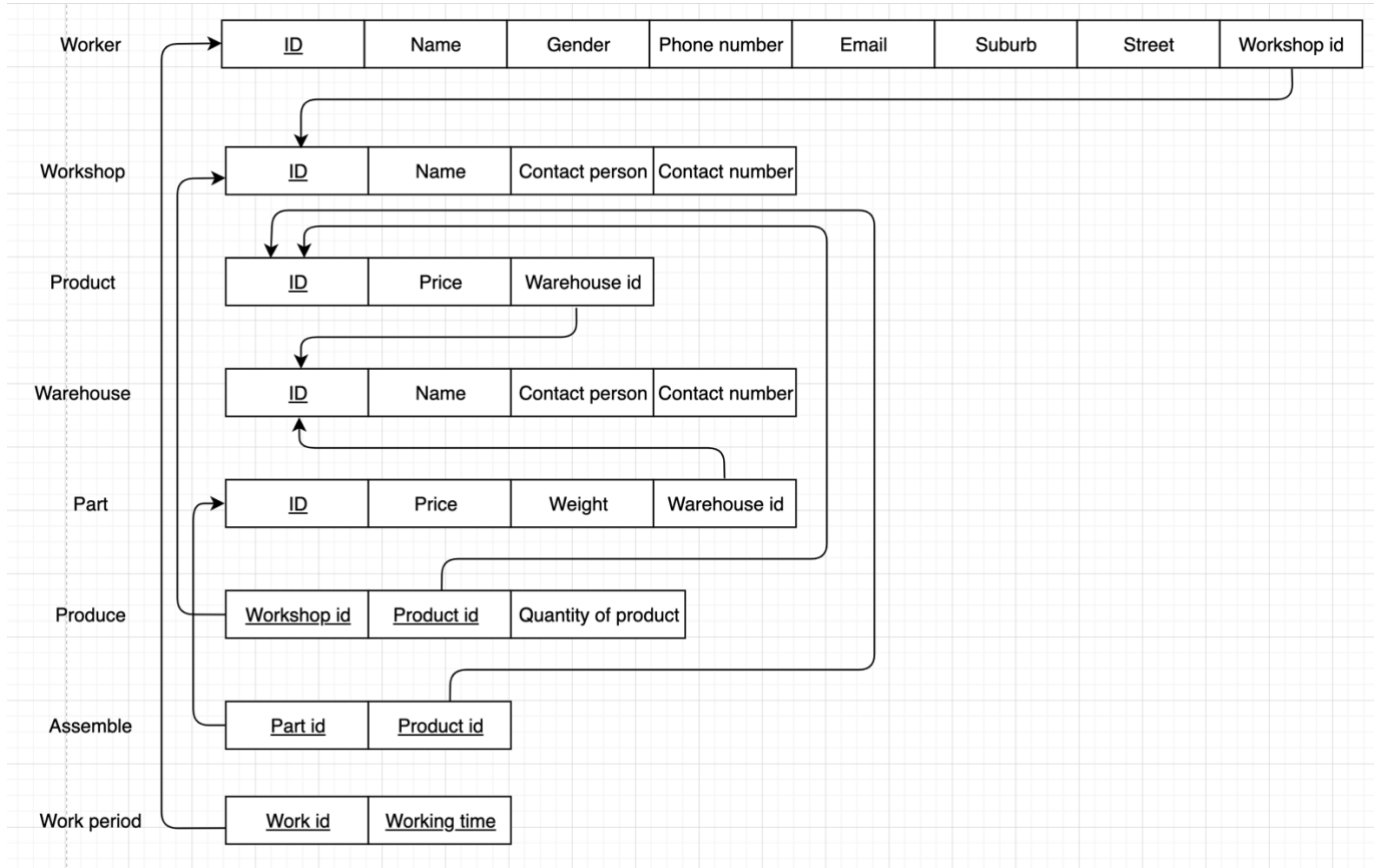 Worker ID Name Gender Phone number Email Suburb Street Workshop id
Workshop ID Name Contact person Contact number
Product ID Price Warehouse id
Warehouse ID Name Contact person Contact number
Part ID Price Weight Warehouse id
Produce Workshop id Product id Quantity of product
Assemble Part id Product id
Work period Work id Working time